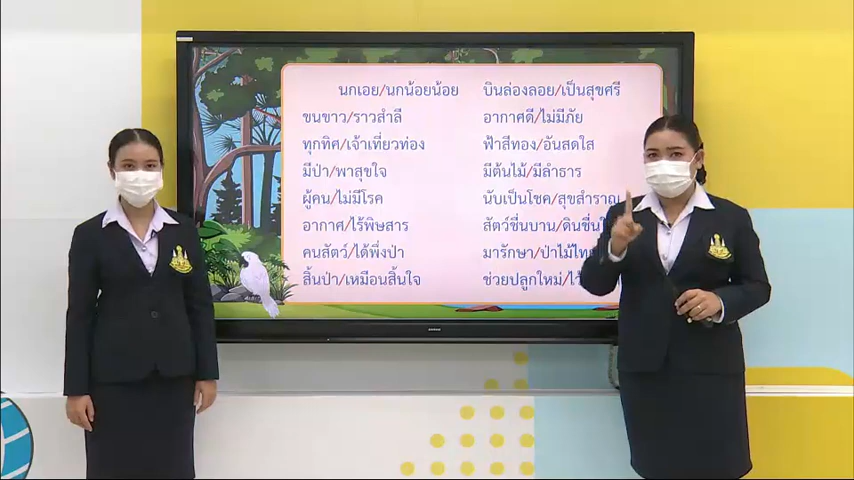 นกเอย/นกน้อยน้อย บินล่องลอย/เป็นสุขศรี
ขนขาว/ราวสำลี อากาศดี/ไม่มีภัย
ทุกทิศ/เจ้าเที่ยวท่อง ฟ้าสีทอง/อันสดใส
มีป่า/พาสุขใจ มีต้นไม้/มีลำธาร
ผู้คน/ไม่มีโรค นับเป็นโชค/สุขสำราญ
อากาศ/ไร้พิษสาร สัตว์ชื่นบาน/ดินชื่น
คนสัตว์/ได้พึ่งป่า มารักษา/ป่าไม้ไทย
สิ้นป่า/เหมือนสิ้นใจ ช่วยปลูกใหม่/